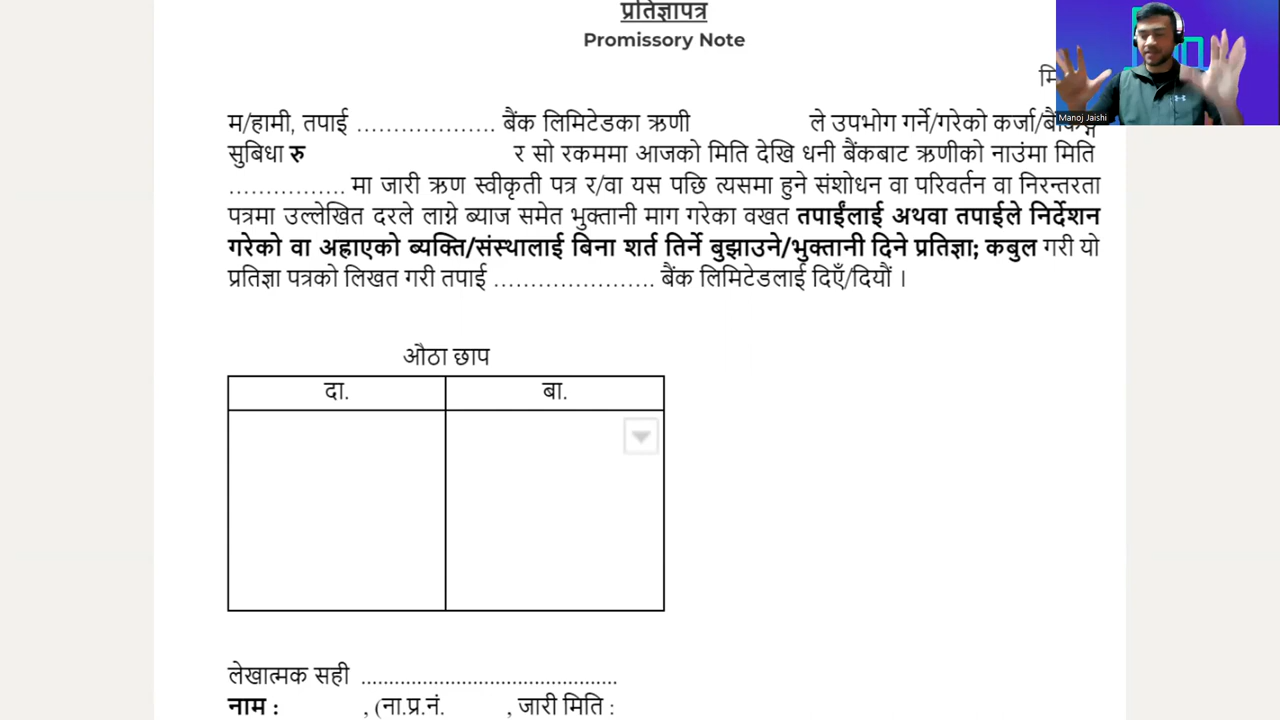 प्रतिज्ञापत्र
Promissory Note
म/हामी, तपाई ................... बैंक लिमिटेडका ऋणी ले उपभोग गर्ने/गरेको कर्जा/बैंकिङ्ग
सुबिधा रु र सो रकममा आजको मिति देखि धनी बैंकबाट ऋणीको नाउंमा मिति
................ मा जारी ऋण स्वीकृती पत्र र/वा यस पछि त्यसमा हुने संशोधन वा परिवर्तन वा निरन्तरता
पत्रमा उल्लेखित दरले लाग्ने ब्याज समेत भुक्तानी माग गरेका वखत तपाईंलाई अथवा तपाईले निर्देशन
गरेको वा अह्राएको ब्यक्ति/संस्थालाई बिना शर्त तिर्ने बुझाउने/भुक्तानी दिने प्रतिज्ञा; कबुल गरी यो
प्रतिज्ञा पत्रको लिखत गरी तपाई ...................... बैंक लिमिटेडलाई दिएँ/दियौं ।
औठा छाप
दा. बा.
लेखात्मक सही ...............................................
नाम : , (ना.प्र.नं. , जारी मिति :
Manoj Jaishi